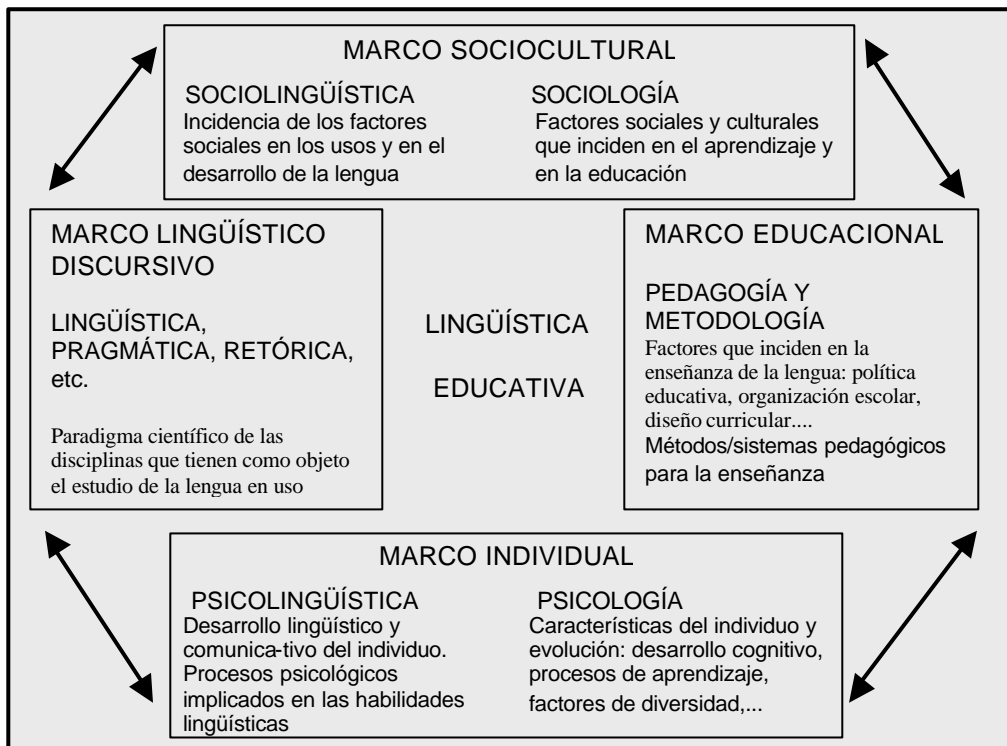 MARCO SOCIOCULTURAL
SOCIOLINGÜÍSTICA
Incidencia de los factores
sociales en los usos y en el
desarrollo de la lengua
SOCIOLOGÍA
Factores sociales y culturales
que inciden en el aprendizaje y
en la educación
MARCO LINGÜÍSTICO
DISCURSIVO
LINGÜÍSTICA,
PRAGMÁTICA, RETÓRICA,
etc.
Paradigma científico de las
disciplinas que tienen como objeto
el estudio de la lengua en uso
LINGÜÍSTICA
EDUCATIVA
MARCO EDUCACIONAL
PEDAGOGÍA Y
METODOLOGÍA
Factores que inciden en la
enseñanza de la lengua: política
educativa, organización escolar,
diseño curricular....
Métodos/sistemas pedagógicos
para la enseñanza
MARCO INDIVIDUAL
PSICOLINGÜÍSTICA
Desarrollo lingüístico y
comunica-tivo del individuo.
Procesos psicológicos
implicados en las habilidades
lingüísticas
PSICOLOGÍA
Características del individuo y
evolución: desarrollo cognitivo,
procesos de aprendizaje,
factores de diversidad,...